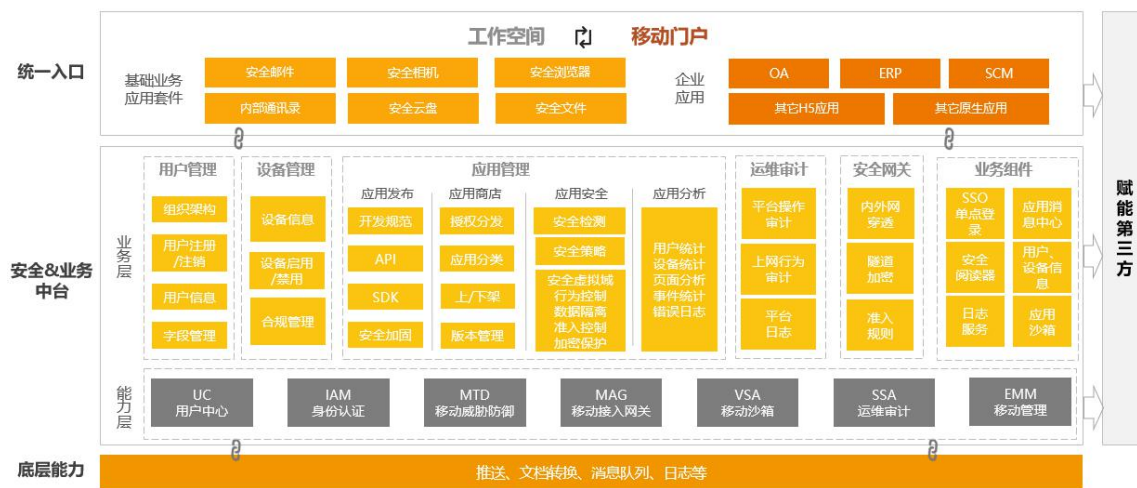 工作空间 移动门户
统一入口
基础业务
应用套件
安全邮件 安全相机 安全浏览器
内部通讯录 安全云盘 安全文件
企业
应用
OA ERP SCM
其它H5应用 其它原生应用
安全&业务
中台
业务层
用户管理
组织架构
用户注册
/注销
用户信息
字段管理
设备管理
设备信息
设备启用
/禁用
合规管理
应用管理
应用发布
开发规范
API
SDK
安全加固
应用商店
授权分发
应用分类
上/下架
版本管理
应用安全
安全检测
安全策略
安全虚拟域
行为控制
数据隔离
准入控制
加密保护
应用分析
用户统计
设备统计
页面分析
事件统计
错误日志
运维审计
平台操作
审计
上网行为
审计
平台
日志
安全网关
内外网
穿透
隧道
加密
准入
规则
业务组件
SSO
单点登
录
应用消
息中心
安全
阅读器
用户、
设备信
息
日志
服务
应用
沙箱
能力层
UC
用户中心
IAM
身份认证
MTD
移动威胁防御
MAG
移动接入网关
VSA
移动沙箱
SSA
运维审计
EMM
移动管理
底层能力
推送、文档转换、消息队列、日志等
赋能第三方